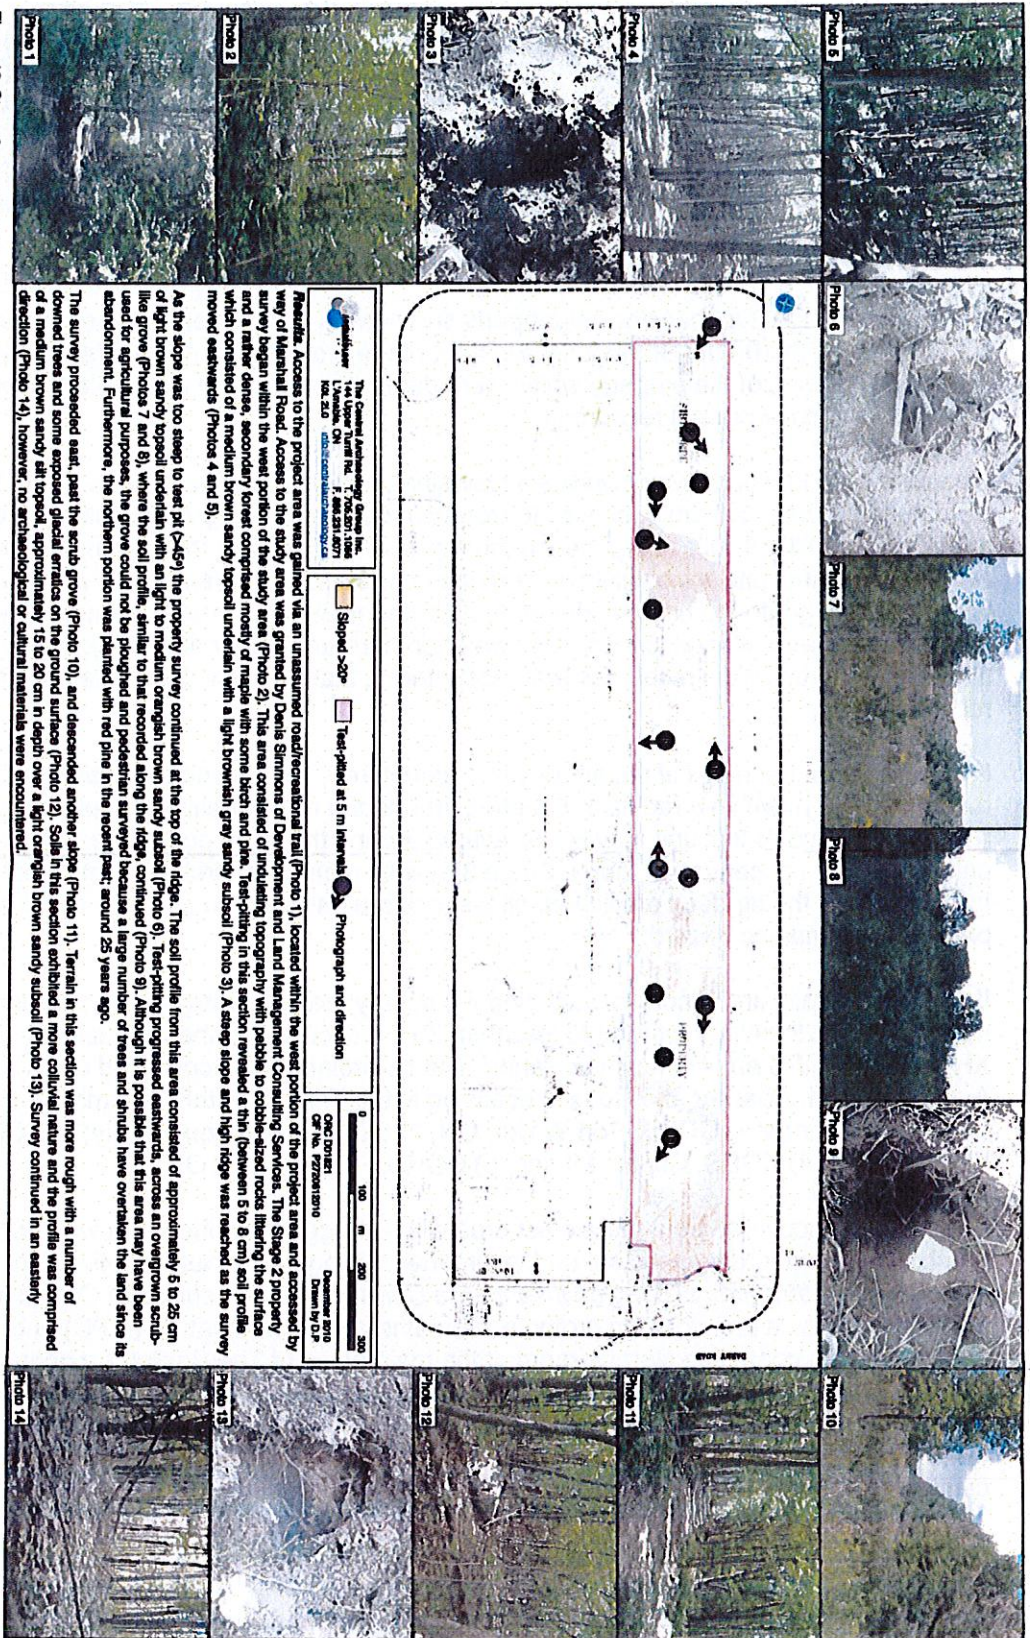 Photo 5
Photo 6
Photo 7
Photo 8
Photo 9
Photo 10
Photo 4
Photo 3
Photo 2
Photo 1
Photo 11
Photo 12
Photo 13
Photo 14
PROPERTY
DARBY ROAD
The Central Archaeology Group Inc.
144 Upper Turriff Rd. T. 705.201.1086
L'Amable, ON F. 866.231.8071
K0L 2L0 info@centralarchaeology.ca
Sloped >20º
Test-pitted at 5 m intervals
Photograph and direction
0 100 m 200 300
December 2010
Drawn by D.P
Results. Access to the project area was gained via an unassumed road/recreational trail (Photo 1), located within the west portion of the project area and accessed by
way of Marshall Road. Access to the study area was granted by Denis Simmons of Development and Land Management Consulting Services. The Stage 2 property
survey began within the west portion of the study area (Photo 2). This area consisted of undulating topography with pebble to cobble-sized rocks littering the surface
and a rather dense, secondary forest comprised mostly of maple with some birch and pine. Test-pitting in this section revealed a thin (between 5 to 8 cm) soil profile
which consisted of a medium brown sandy topsoil underlain with a light brownish gray sandy subsoil (Photo 3). A steep slope and high ridge was reached as the survey
moved eastwards (Photos 4 and 5).
As the slope was too steep to test pit (>45º) the property survey continued at the top of the ridge. The soil profile from this area consisted of approximately 5 to 25 cm
of light brown sandy topsoil underlain with an light to medium orangish brown sandy subsoil (Photo 6). Test-pitting progressed eastwards, across an overgrown scrub-
like grove (Photos 7 and 8), where the soil profile, similar to that recorded along the ridge, continued (Photo 9). Although it is possible that this area may have been
used for agricultural purposes, the grove could not be ploughed and pedestrian surveyed because a large number of trees and shrubs have overtaken the land since its
abandonment. Furthermore, the northern portion was planted with red pine in the recent past; around 25 years ago.
The survey proceeded east, past the scrub grove (Photo 10), and descended another slope (Photo 11). Terrain in this section was more rough with a number of
downed trees and some exposed glacial erratics on the ground surface (Photo 12). Soils in this section exhibited a more colluvial nature and the profile was comprised
of a medium brown sandy silt topsoil, approximately 15 to 20 cm in depth over a light orangish brown sandy subsoil (Photo 13). Survey continued in an easterly
direction (Photo 14), however, no archaeological or cultural materials were encountered.